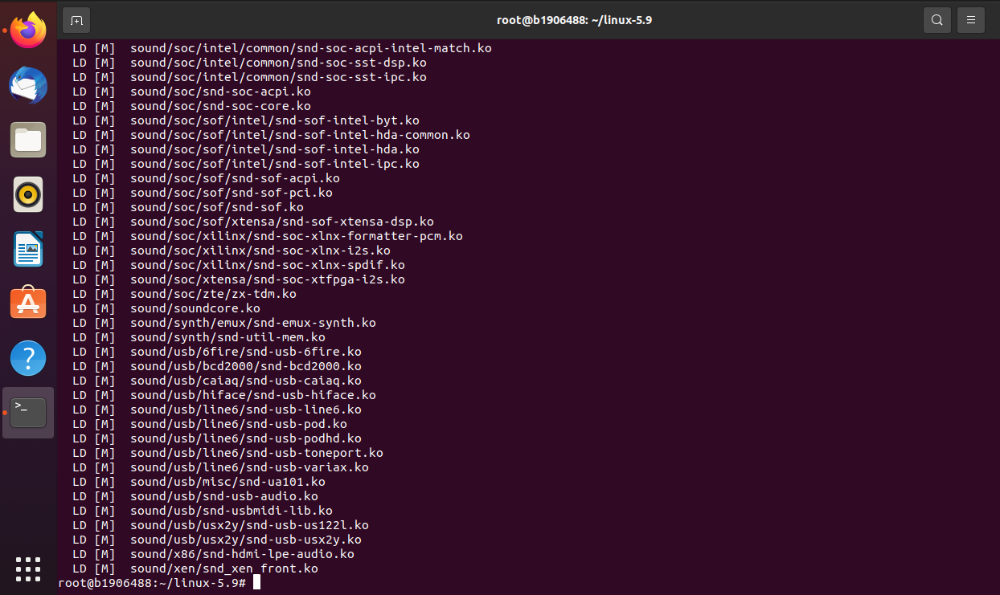 root@b1906488: ~/linux-5.9
LD [M]  sound/soc/intel/common/snd-soc-acpi-intel-match.ko
LD [M]  sound/soc/intel/common/snd-soc-sst-dsp.ko
LD [M]  sound/soc/intel/common/snd-soc-sst-ipc.ko
LD [M]  sound/soc/snd-soc-acpi.ko
LD [M]  sound/soc/snd-soc-core.ko
LD [M]  sound/soc/sof/intel/snd-sof-intel-byt.ko
LD [M]  sound/soc/sof/intel/snd-sof-intel-hda-common.ko
LD [M]  sound/soc/sof/intel/snd-sof-intel-hda.ko
LD [M]  sound/soc/sof/intel/snd-sof-intel-ipc.ko
LD [M]  sound/soc/sof/snd-sof-acpi.ko
LD [M]  sound/soc/sof/snd-sof-pci.ko
LD [M]  sound/soc/sof/snd-sof.ko
LD [M]  sound/soc/sof/xtensa/snd-sof-xtensa-dsp.ko
LD [M]  sound/soc/xilinx/snd-soc-xlnx-formatter-pcm.ko
LD [M]  sound/soc/xilinx/snd-soc-xlnx-i2s.ko
LD [M]  sound/soc/xilinx/snd-soc-xlnx-spdif.ko
LD [M]  sound/soc/xtensa/snd-soc-xtfpga-i2s.ko
LD [M]  sound/soc/zte/zx-tdm.ko
LD [M]  sound/soundcore.ko
LD [M]  sound/synth/emux/snd-emux-synth.ko
LD [M]  sound/synth/snd-util-mem.ko
LD [M]  sound/usb/6fire/snd-usb-6fire.ko
LD [M]  sound/usb/bcd2000/snd-bcd2000.ko
LD [M]  sound/usb/caiaq/snd-usb-caiaq.ko
LD [M]  sound/usb/hiface/snd-usb-hiface.ko
LD [M]  sound/usb/line6/snd-usb-line6.ko
LD [M]  sound/usb/line6/snd-usb-pod.ko
LD [M]  sound/usb/line6/snd-usb-podhd.ko
LD [M]  sound/usb/line6/snd-usb-toneport.ko
LD [M]  sound/usb/line6/snd-usb-variax.ko
LD [M]  sound/usb/misc/snd-ua101.ko
LD [M]  sound/usb/snd-usb-audio.ko
LD [M]  sound/usb/snd-usbmidi-lib.ko
LD [M]  sound/usb/usx2y/snd-usb-us122l.ko
LD [M]  sound/usb/usx2y/snd-usb-usx2y.ko
LD [M]  sound/x86/snd-hdmi-lpe-audio.ko
LD [M]  sound/xen/snd_xen_front.ko
root@b1906488:~/linux-5.9#